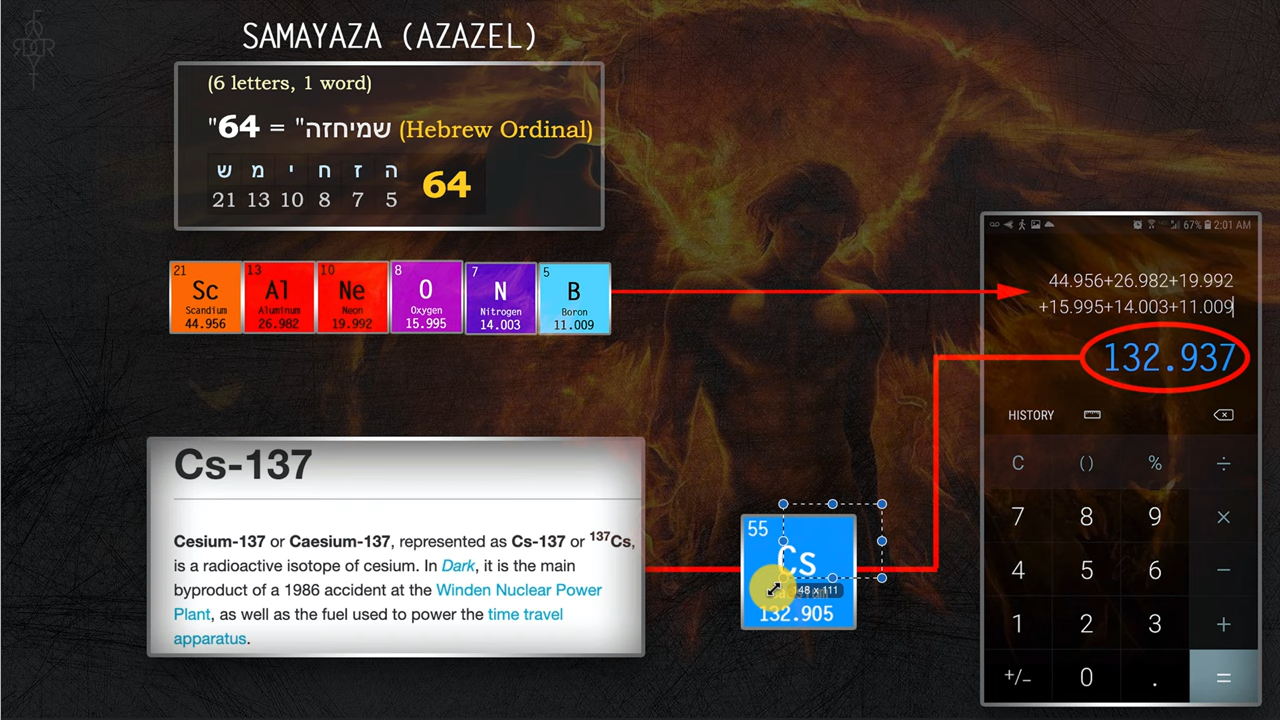 SAMAYAZA (AZAZEL)
(6 letters, 1 word)
"שמיחזה" = 64 (Hebrew Ordinal)
ש מ י ח ז ה
21 13 10 8 7 5
64
21
Sc
Scandium
44.956
13
Al
Aluminum
26.982
10
Ne
Neon
19.992
8
O
Oxygen
15.995
7
N
Nitrogen
14.003
5
B
Boron
11.009
67% 2:01 AM
44.956+26.982+19.992
+15.995+14.003+11.009
132.937
HISTORY
C () % ÷
7 8 9 ×
4 5 6 −
1 2 3 +
+/− 0 . =
Cs-137
Cesium-137 or Caesium-137, represented as Cs-137 or ¹³⁷Cs,
is a radioactive isotope of cesium. In Dark, it is the main
byproduct of a 1986 accident at the Winden Nuclear Power
Plant, as well as the fuel used to power the time travel
apparatus.
55
Cs
148 x 111
132.905